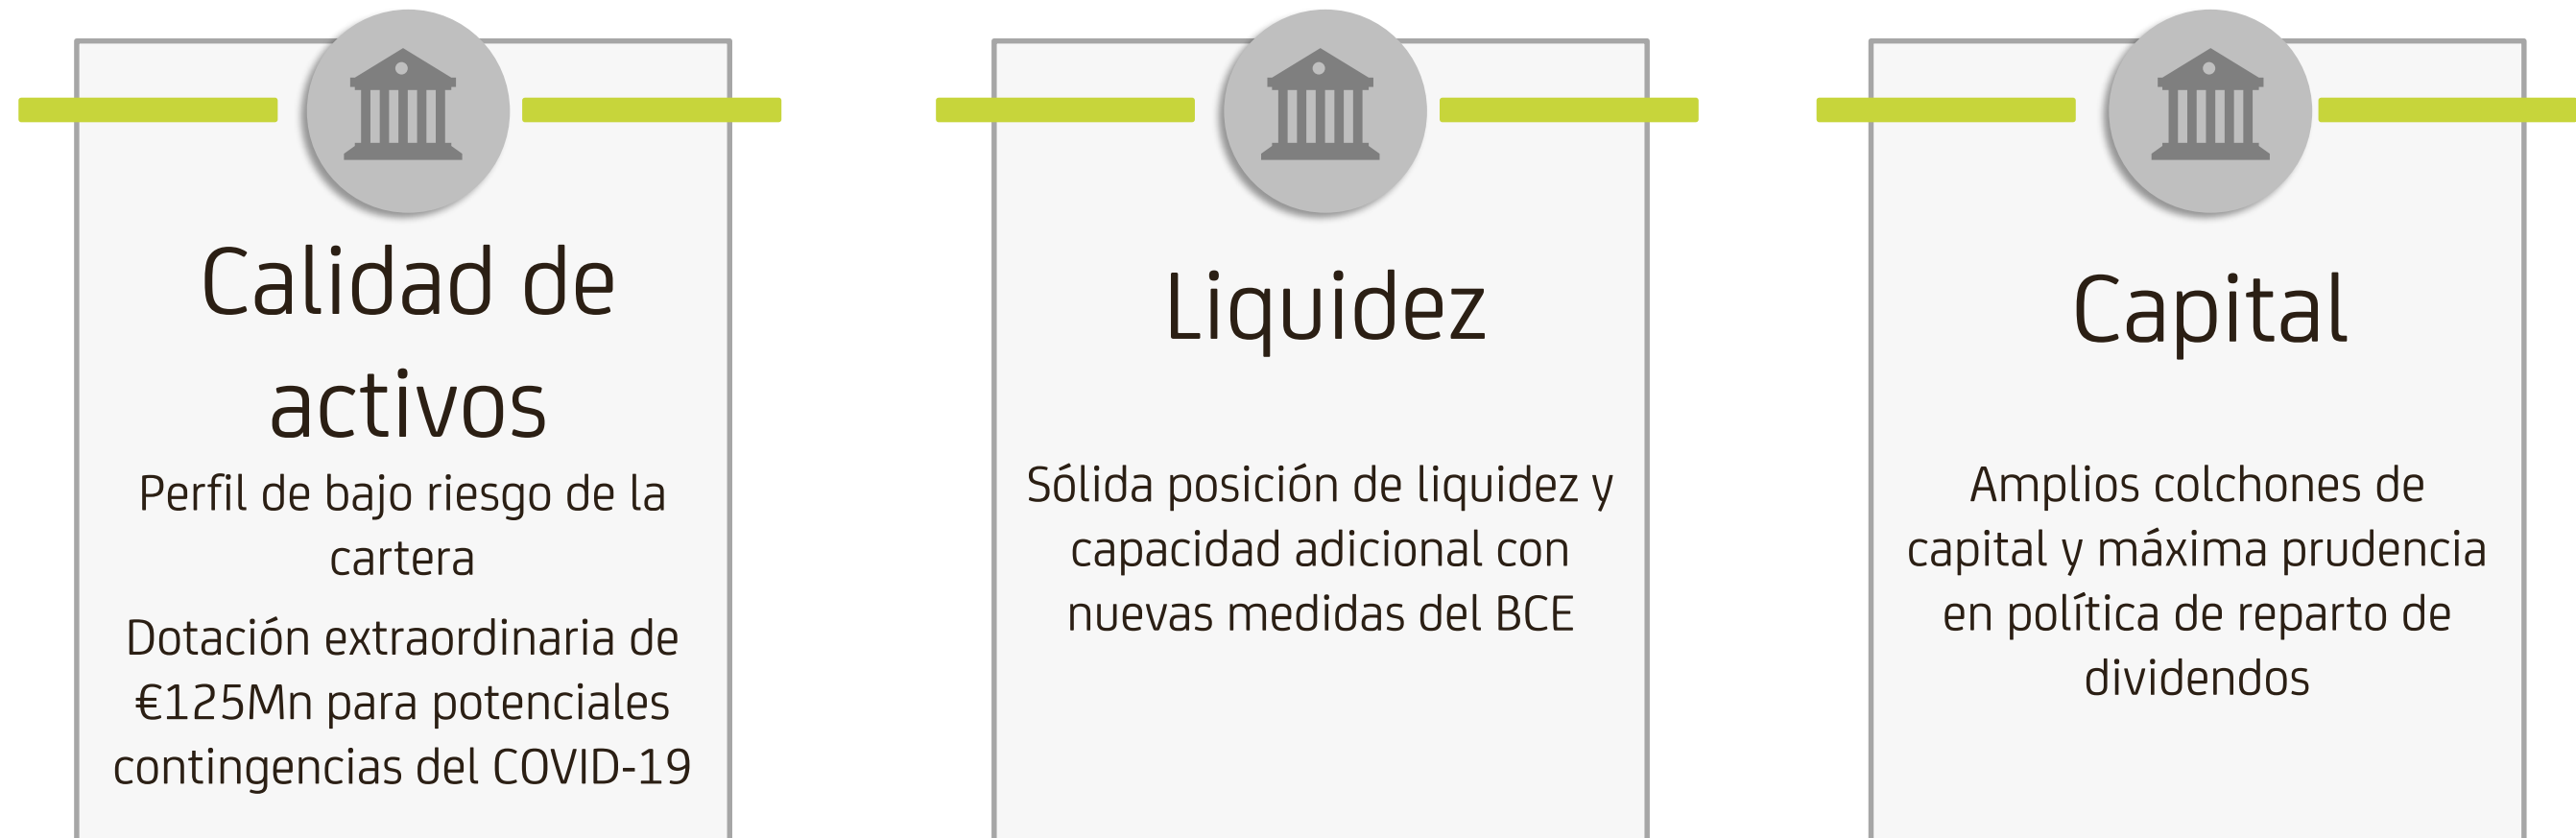 Calidad de
activos
Perfil de bajo riesgo de la
cartera
Dotación extraordinaria de
€125Mn para potenciales
contingencias del COVID-19
Liquidez
Sólida posición de liquidez y
capacidad adicional con
nuevas medidas del BCE
Capital
Amplios colchones de
capital y máxima prudencia
en política de reparto de
dividendos